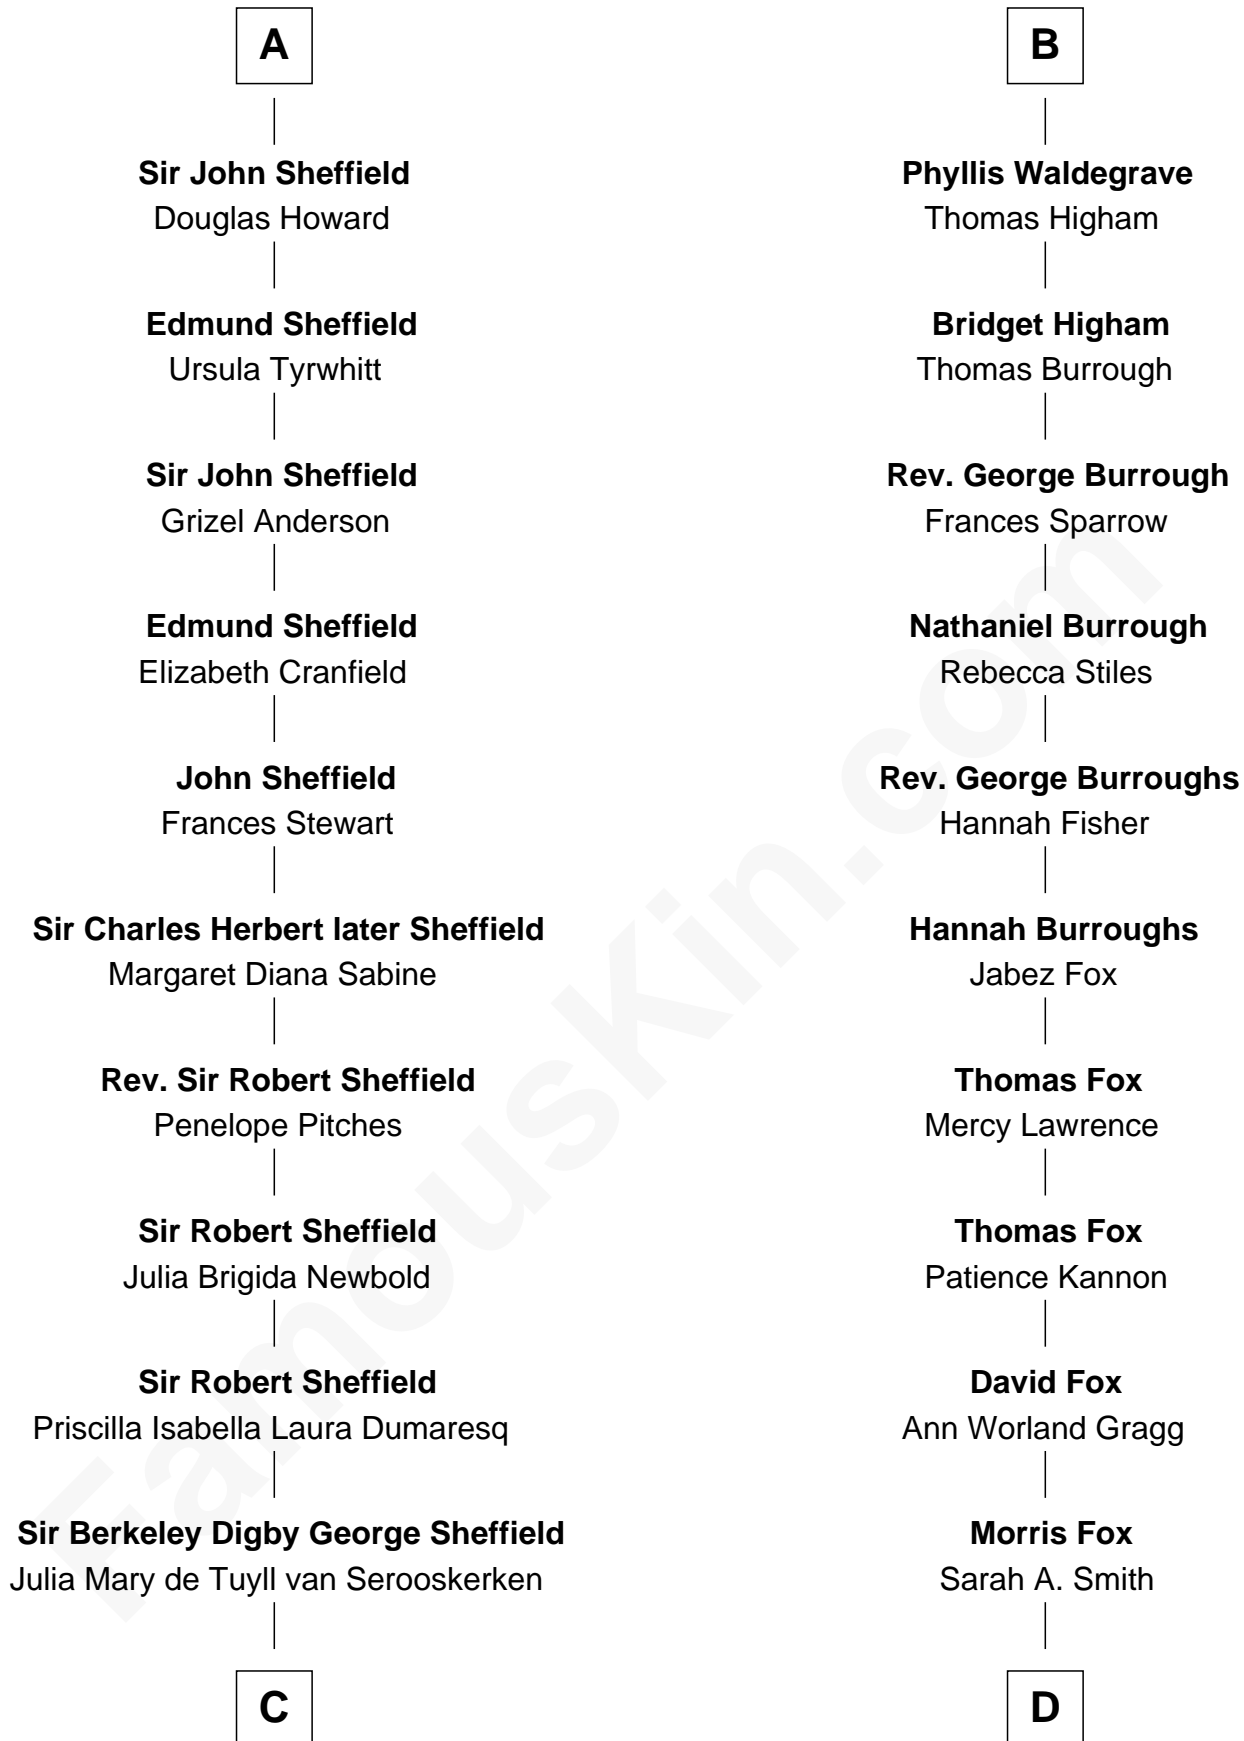 A
Sir John Sheffield
Douglas Howard
Edmund Sheffield
Ursula Tyrwhitt
Sir John Sheffield
Grizel Anderson
Edmund Sheffield
Elizabeth Cranfield
John Sheffield
Frances Stewart
Sir Charles Herbert later Sheffield
Margaret Diana Sabine
Rev. Sir Robert Sheffield
Penelope Pitches
Sir Robert Sheffield
Julia Brigida Newbold
Sir Robert Sheffield
Priscilla Isabella Laura Dumaresq
Sir Berkeley Digby George Sheffield
Julia Mary de Tuyll van Serooskerken
C
B
Phyllis Waldegrave
Thomas Higham
Bridget Higham
Thomas Burrough
Rev. George Burrough
Frances Sparrow
Nathaniel Burrough
Rebecca Stiles
Rev. George Burroughs
Hannah Fisher
Hannah Burroughs
Jabez Fox
Thomas Fox
Mercy Lawrence
Thomas Fox
Patience Kannon
David Fox
Ann Worland Gragg
Morris Fox
Sarah A. Smith
D
FamousKin.com